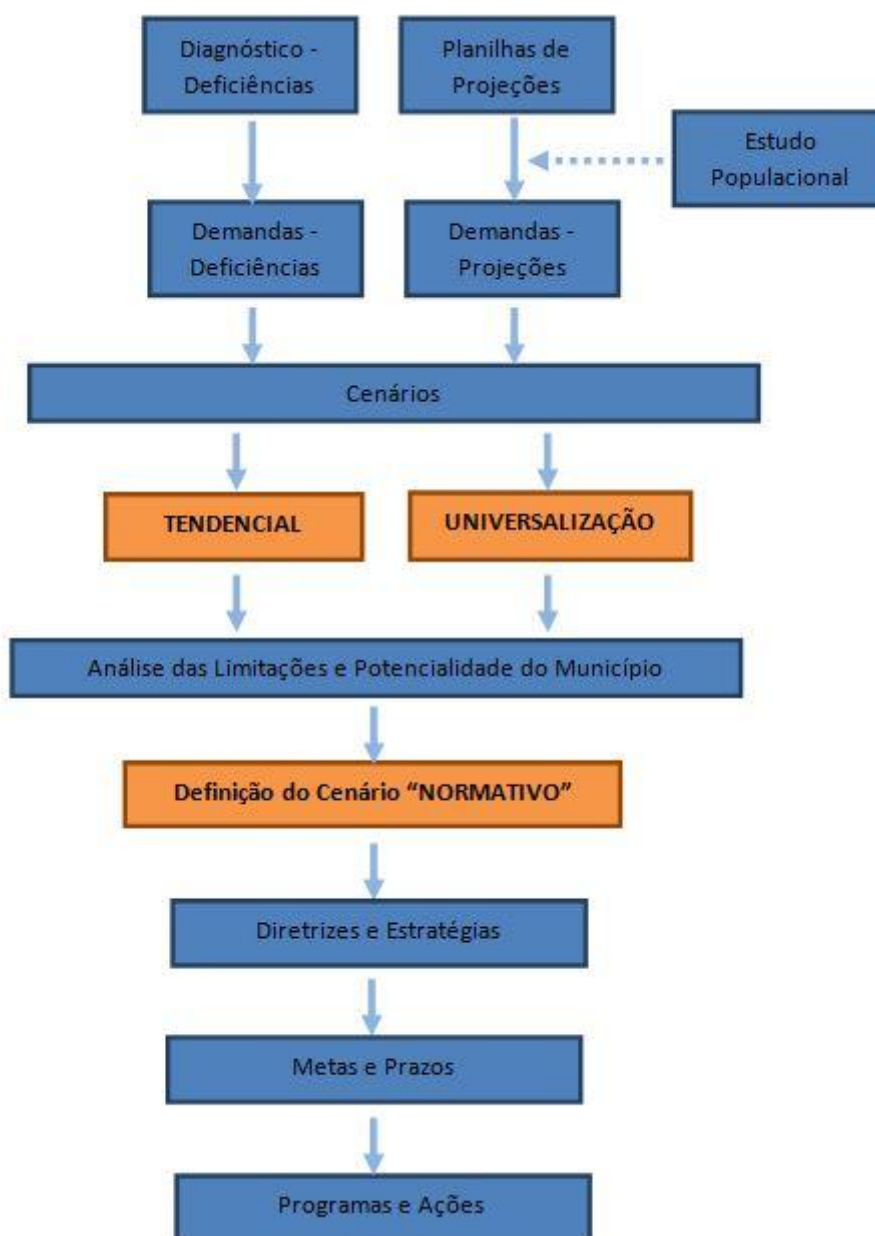 Diagnóstico -
Deficiências
Planilhas de
Projeções
Estudo
Populacional
Demandas -
Deficiências
Demandas -
Projeções
Cenários
TENDENCIAL
UNIVERSALIZAÇÃO
Análise das Limitações e Potencialidade do Município
Definição do Cenário “NORMATIVO”
Diretrizes e Estratégias
Metas e Prazos
Programas e Ações